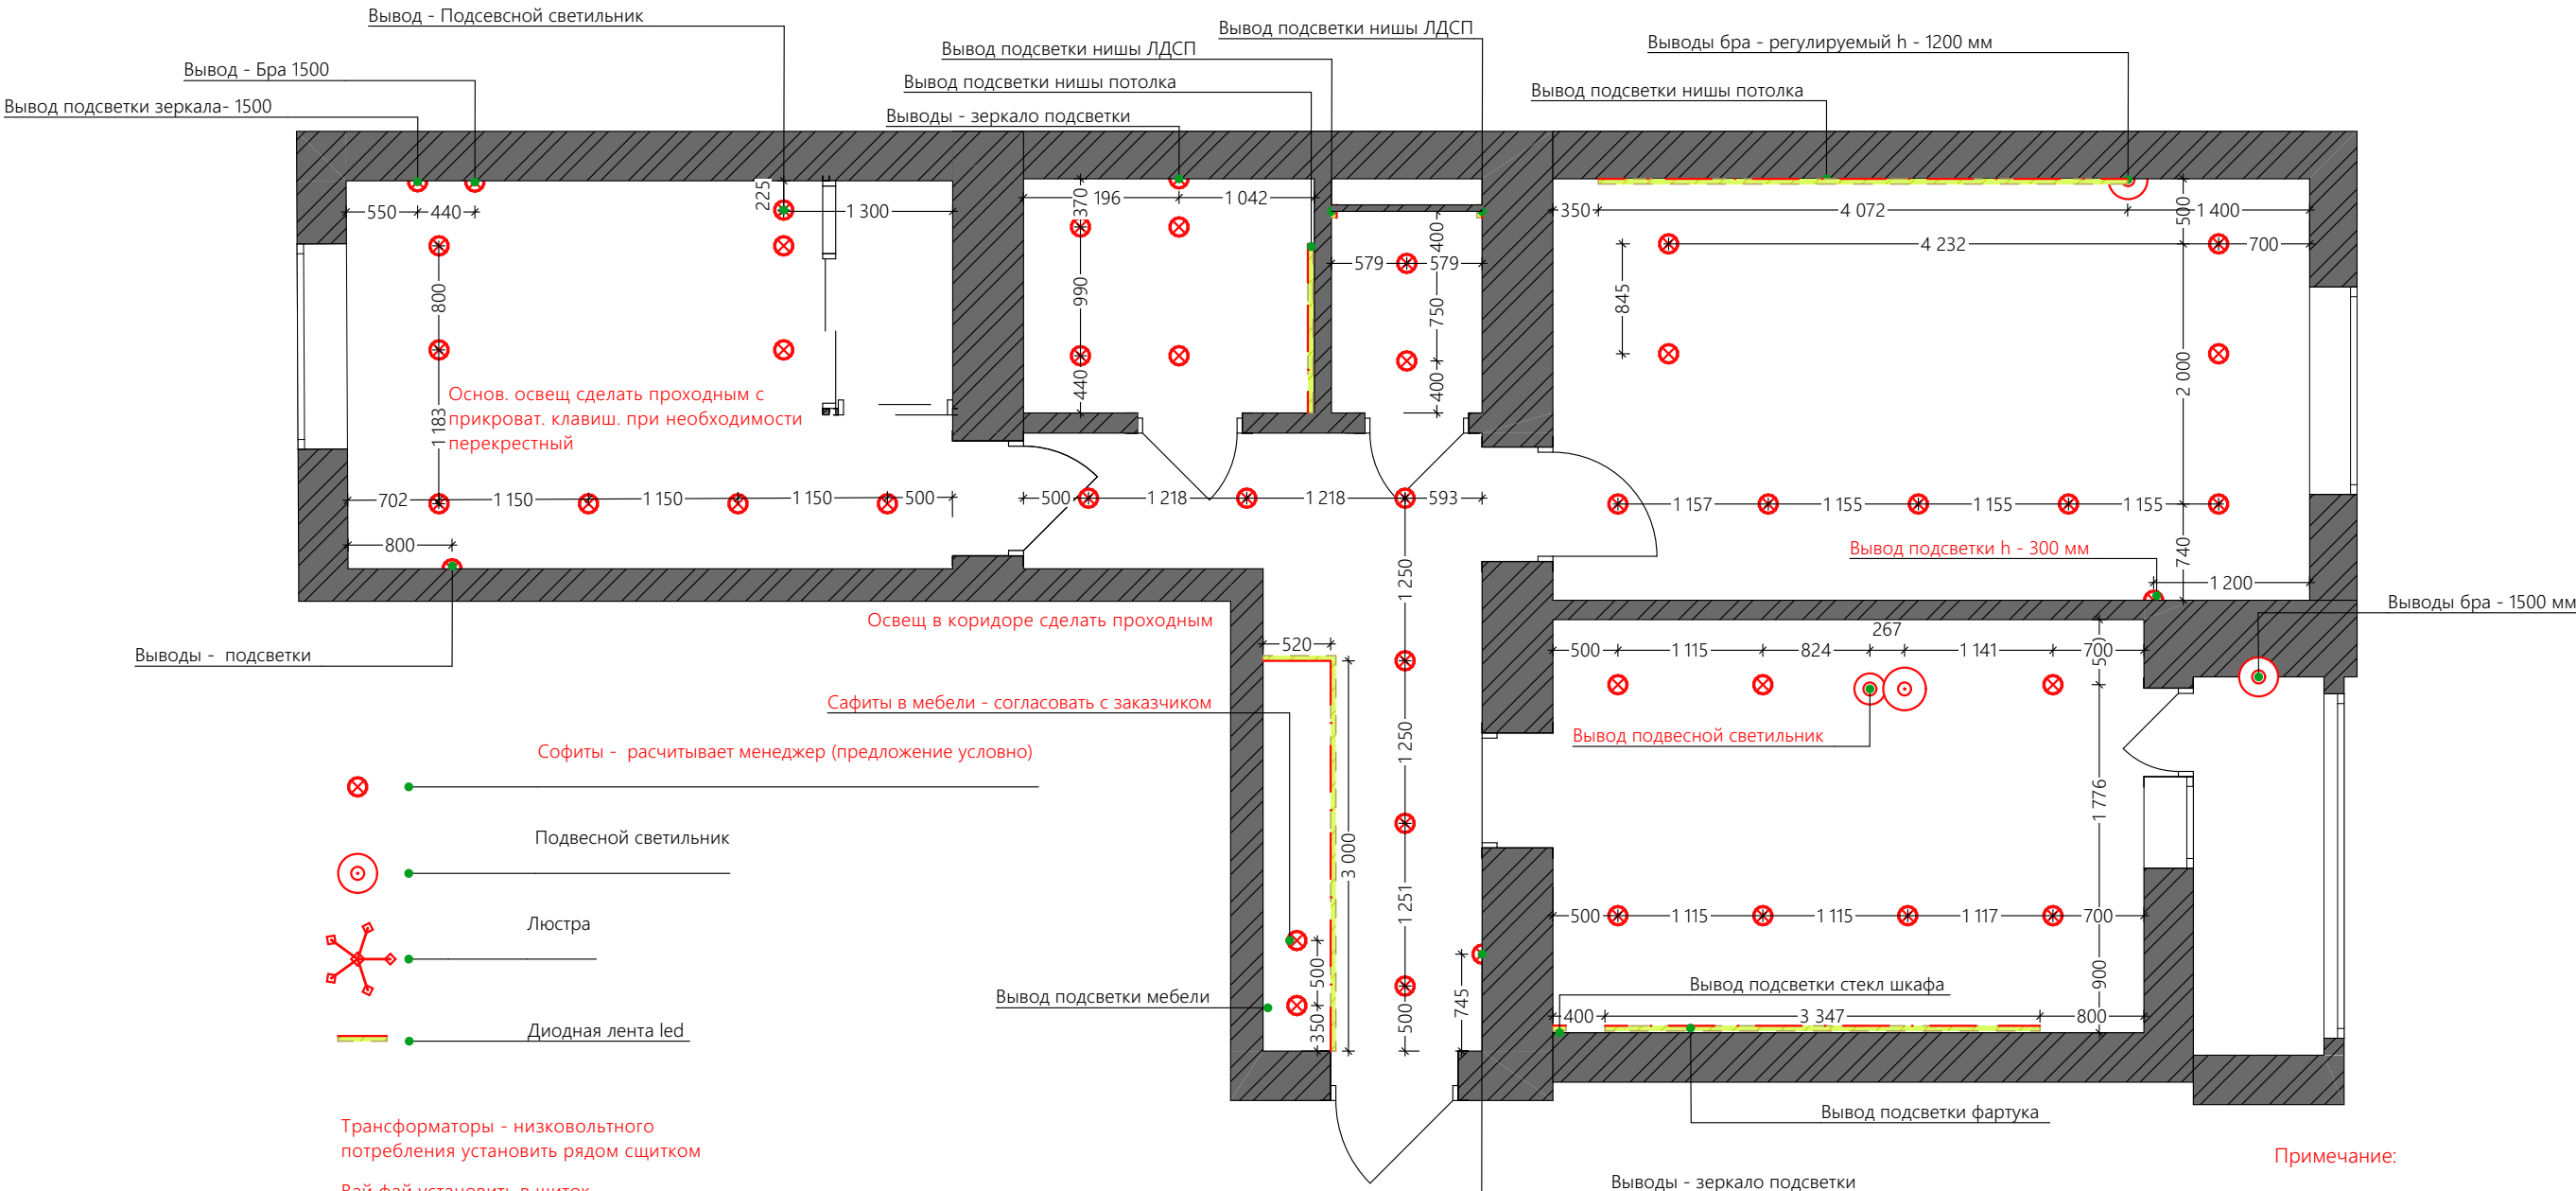 Вывод - Подсевсной светильник
Вывод подсветки нишы ЛДСП
Вывод подсветки нишы ЛДСП
Выводы бра - регулируемый h - 1200 мм
Вывод - Бра 1500
Вывод подсветки нишы потолка
Вывод подсветки нишы потолка
Вывод подсветки зеркала- 1500
Выводы - зеркало подсветки
550
440
225
1 300
800
1 183
Основ. освещ сделать проходным с
прикроват. клавиш. при необходимости
перекрестный
702
1 150
1 150
1 150
500
800
Выводы - подсветки
370
196
1 042
990
440
400
579
579
750
400
350
4 072
500
1 400
4 232
700
845
2 000
500
1 218
1 218
593
1 157
1 155
1 155
1 155
740
Вывод подсветки h - 300 мм
1 200
Выводы бра - 1500 мм
Освещ в коридоре сделать проходным
520
1 250
1 250
1 251
500
3 000
500
350
745
267
500
1 115
824
1 141
700
Сафиты в мебели - согласовать с заказчиком
Вывод подвесной светильник
1 776
500
1 115
1 115
1 117
700
900
Софиты - расчитывает менеджер (предложение условно)
Подвесной светильник
Люстра
Диодная лента led
Вывод подсветки мебели
Вывод подсветки стекл шкафа
400
3 347
800
Вывод подсветки фартука
Трансформаторы - низковольтного
потребления установить рядом сщитком
Вай фай установить в щиток
Примечание:
Выводы - зеркало подсветки